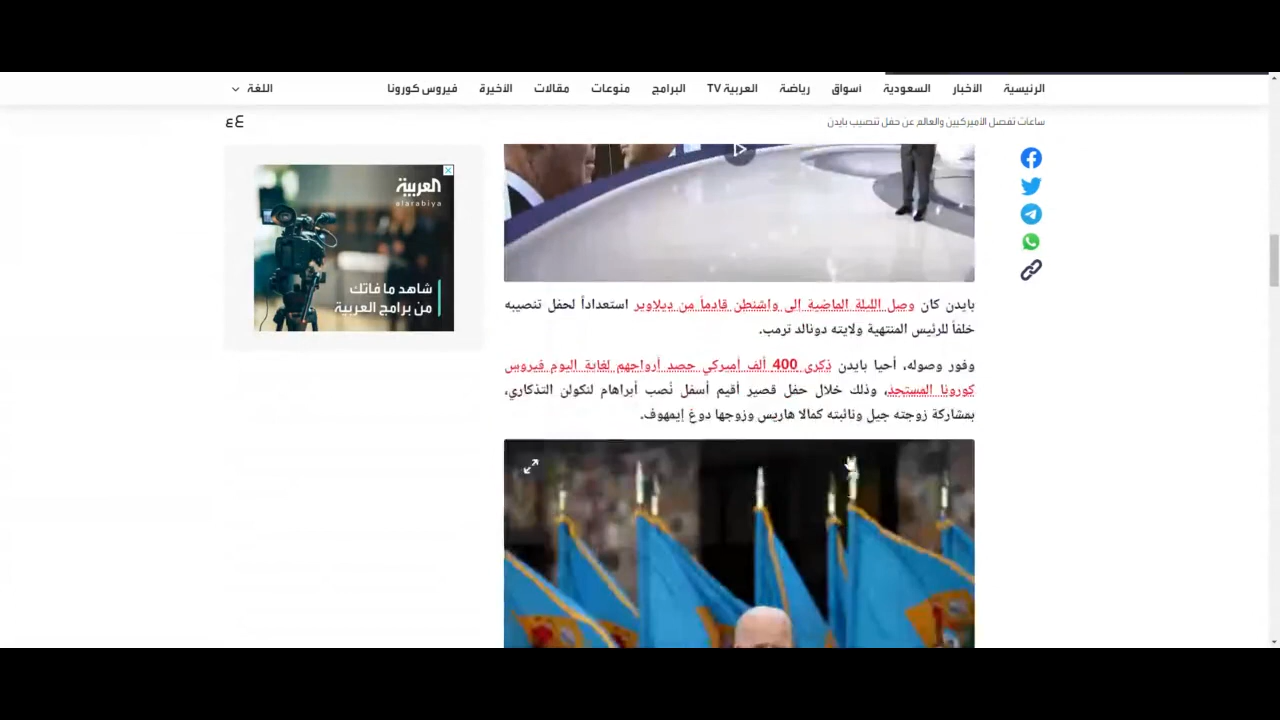 الرئيسية الأخبار السعودية أسواق رياضة العربية TV البرامج منوعات مقالات الأخيرة فيروس كورونا اللغة
ساعات تفصل الأميركيين والعالم عن حفل تنصيب بايدن
ع ع
العربية
alarabiya
شاهد ما فاتك
من برامج العربية
بايدن كان وصل الليلة الماضية إلى واشنطن قادماً من ديلاوير استعداداً لحفل تنصيبه
خلفاً للرئيس المنتهية ولايته دونالد ترمب.
وفور وصوله، أحيا بايدن ذكرى 400 ألف أميركي حصد أرواحهم لغاية اليوم فيروس
كورونا المستجد، وذلك خلال حفل قصير أقيم أسفل نُصب أبراهام لنكولن التذكاري،
بمشاركة زوجته جيل ونائبته كمالا هاريس وزوجها دوغ إيمهوف.